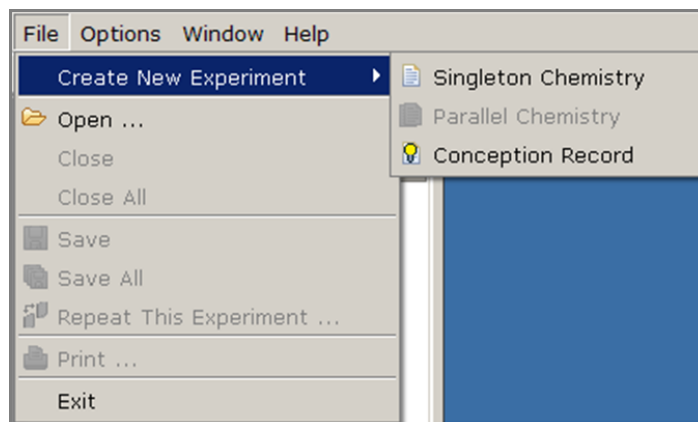 File Options Window Help
Create New Experiment
Singleton Chemistry
Parallel Chemistry
Conception Record
Open ...
Close
Close All
Save
Save All
Repeat This Experiment ...
Print ...
Exit